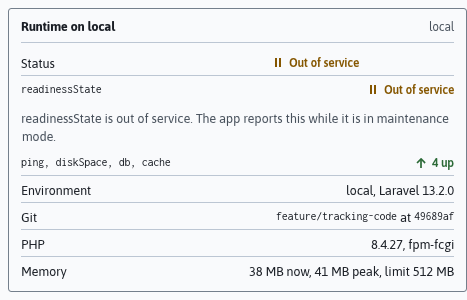 Runtime on local local
Status Out of service
readinessState Out of service
readinessState is out of service. The app reports this while it is in maintenance
mode.
ping, diskSpace, db, cache ↑ 4 up
Environment local, Laravel 13.2.0
Git feature/tracking-code at 49689af
PHP 8.4.27, fpm-fcgi
Memory 38 MB now, 41 MB peak, limit 512 MB